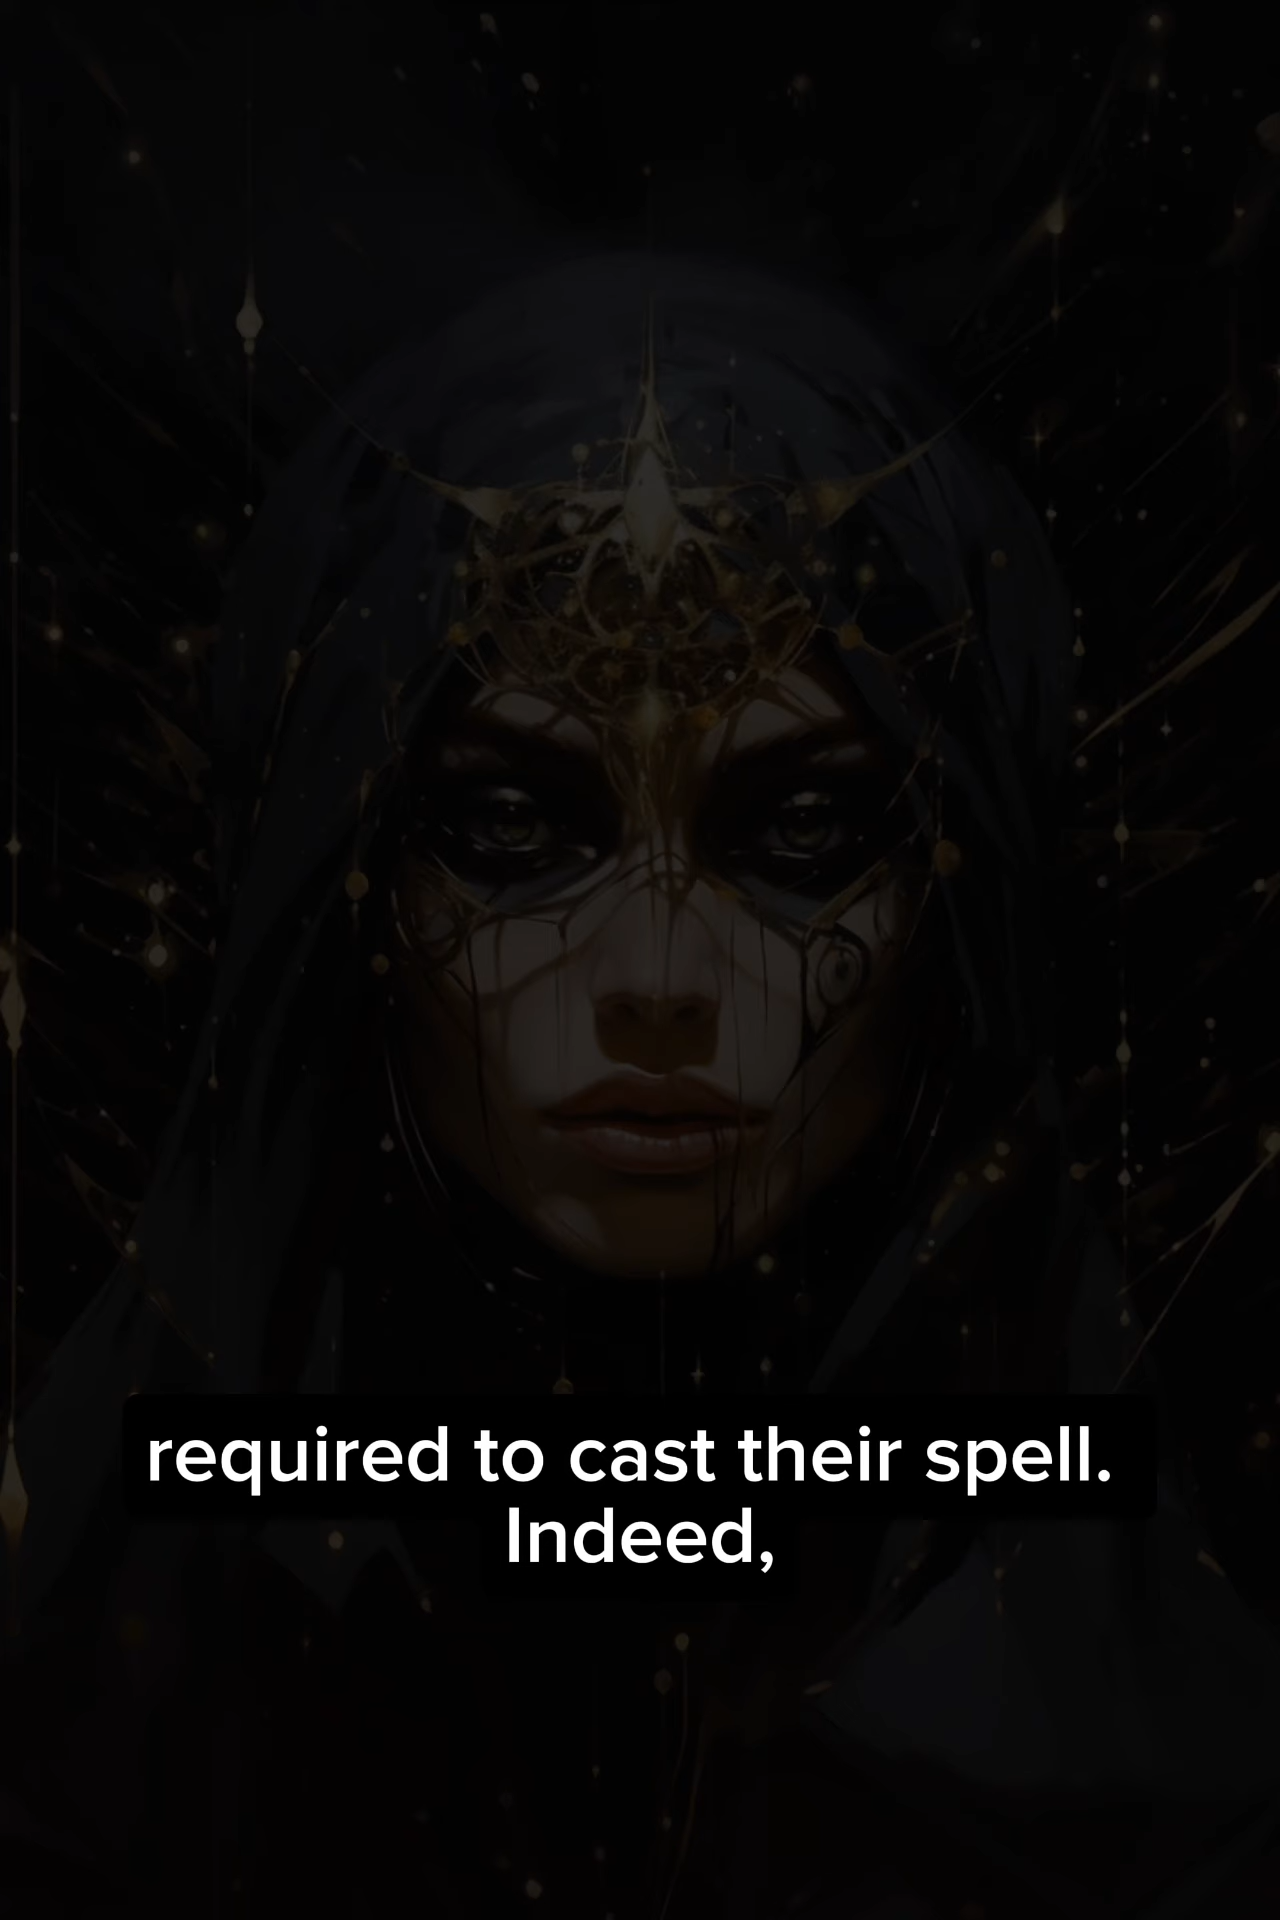 required to cast their spell.
Indeed,